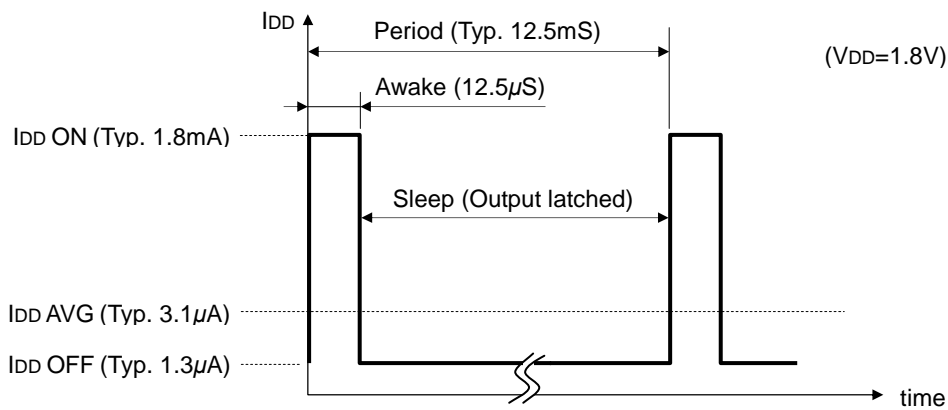 IDD
Period (Typ. 12.5mS)
(VDD=1.8V)
Awake (12.5µS)
IDD ON (Typ. 1.8mA)
Sleep (Output latched)
IDD AVG (Typ. 3.1µA)
IDD OFF (Typ. 1.3µA)
time